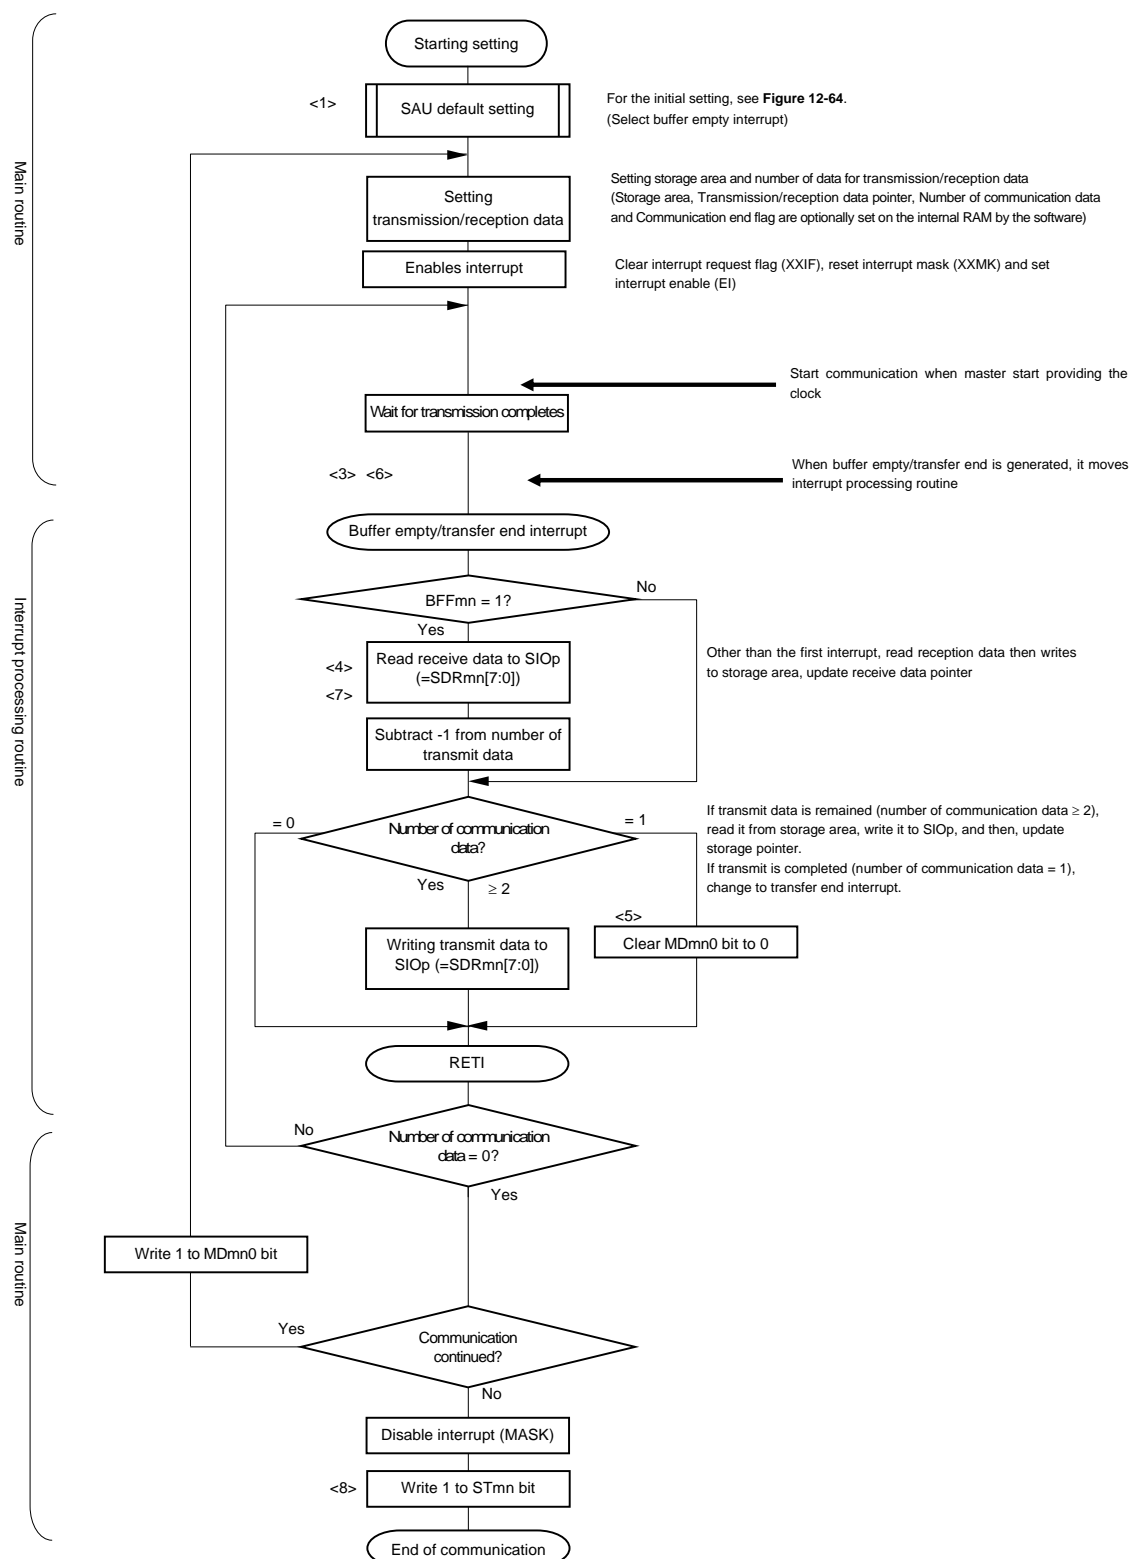 Starting setting
<1>
SAU default setting
For the initial setting, see Figure 12-64.
(Select buffer empty interrupt)
Main routine
Setting
transmission/reception data
Setting storage area and number of data for transmission/reception data
(Storage area, Transmission/reception data pointer, Number of communication data
and Communication end flag are optionally set on the internal RAM by the software)
Enables interrupt
Clear interrupt request flag (XXIF), reset interrupt mask (XXMK) and set
interrupt enable (EI)
Start communication when master start providing the
clock
Wait for transmission completes
<3> <6>
When buffer empty/transfer end is generated, it moves
interrupt processing routine
Buffer empty/transfer end interrupt
Interrupt processing routine
BFFmn = 1?
No
Yes
<4>
<7>
Read receive data to SIOp
(=SDRmn[7:0])
Other than the first interrupt, read reception data then writes
to storage area, update receive data pointer
Subtract -1 from number of
transmit data
= 0
Number of communication
data?
= 1
Yes
≥ 2
If transmit data is remained (number of communication data ≥ 2),
read it from storage area, write it to SIOp, and then, update
storage pointer.
If transmit is completed (number of communication data = 1),
change to transfer end interrupt.
Writing transmit data to
SIOp (=SDRmn[7:0])
<5>
Clear MDmn0 bit to 0
RETI
No
Number of communication
data = 0?
Yes
Main routine
Write 1 to MDmn0 bit
Yes
Communication
continued?
No
Disable interrupt (MASK)
<8>
Write 1 to STmn bit
End of communication